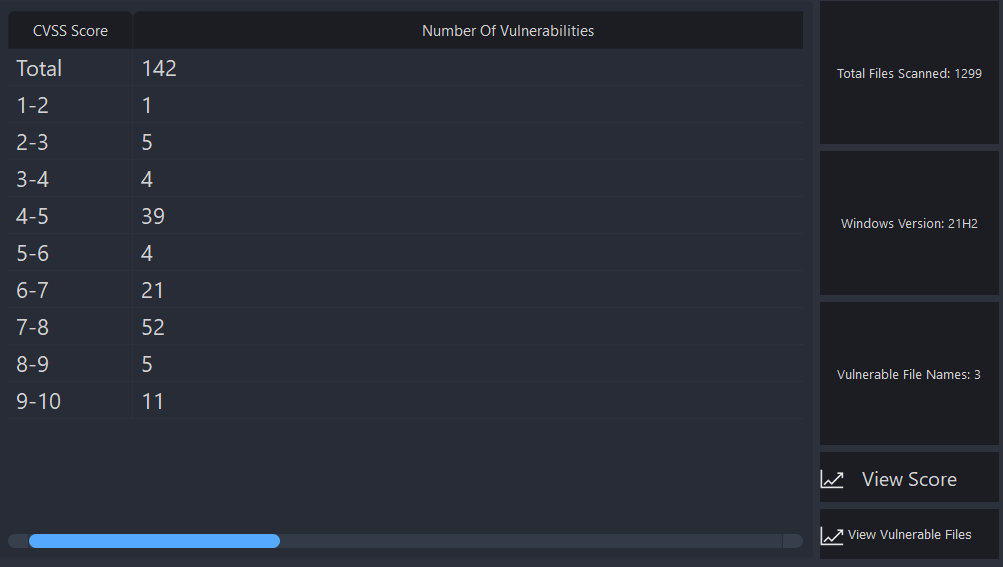 CVSS Score Number Of Vulnerabilities
Total 142
1-2 1
2-3 5
3-4 4
4-5 39
5-6 4
6-7 21
7-8 52
8-9 5
9-10 11
Total Files Scanned: 1299
Windows Version: 21H2
Vulnerable File Names: 3
View Score
View Vulnerable Files